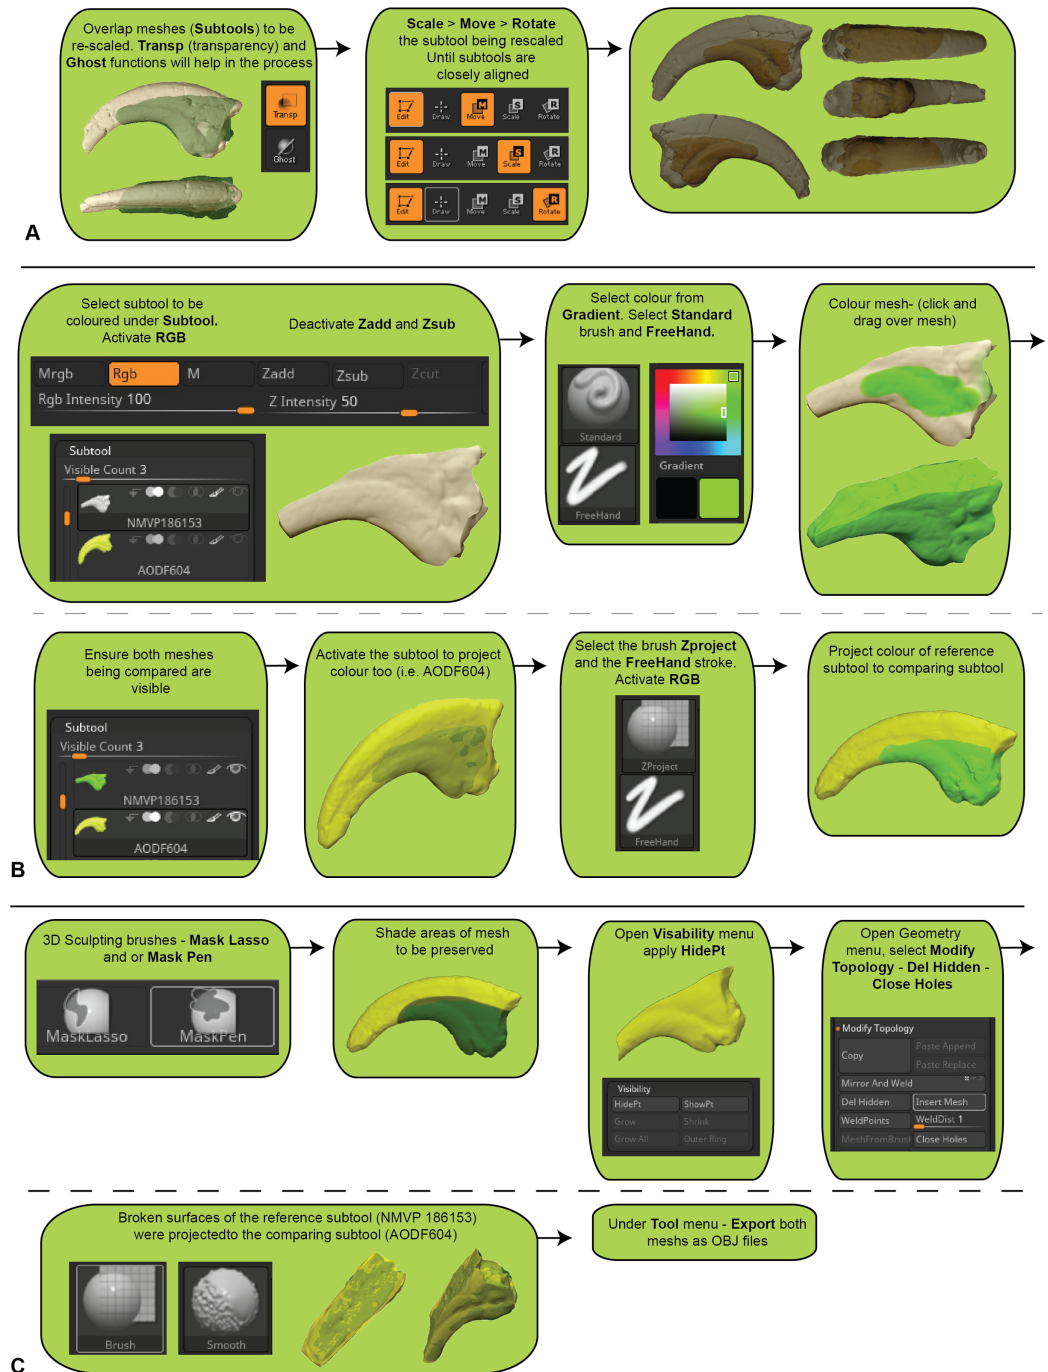 Overlap meshes (Subtools) to be
re-scaled. Transp (transparency) and
Ghost functions will help in the process
Transp
Ghost
Scale > Move > Rotate
the subtool being rescaled
Until subtools are
closely aligned
Edit Draw Move Scale Rotate
Edit Draw Move Scale Rotate
Edit Draw Move Scale Rotate
A
Select subtool to be
coloured under Subtool.
Activate RGB
Deactivate Zadd and Zsub
Mrgb Rgb M Zadd Zsub Zcut
Rgb Intensity 100 Z Intensity 50
Subtool
Visible Count 3
NMVP186153
AODF604
Select colour from
Gradient. Select Standard
brush and FreeHand.
Standard
FreeHand
Gradient
Colour mesh- (click and
drag over mesh)
Ensure both meshes
being compared are
visible
Subtool
Visible Count 3
NMVP186153
AODF604
Activate the subtool to project
colour too (i.e. AODF604)
Select the brush Zproject
and the FreeHand stroke.
Activate RGB
ZProject
FreeHand
Project colour of reference
subtool to comparing subtool
B
3D Sculpting brushes - Mask Lasso
and or Mask Pen
MaskLasso MaskPen
Shade areas of mesh
to be preserved
Open Visability menu
apply HidePt
Visibility
HidePt ShowPt
Grow Shrink
Grow All Outer Ring
Open Geometry
menu, select Modify
Topology - Del Hidden -
Close Holes
Modify Topology
Copy
Paste Append
Paste Replace
Mirror And Weld
Del Hidden Insert Mesh
WeldPoints WeldDist 1
MeshFromBrush Close Holes
Broken surfaces of the reference subtool (NMVP 186153)
were projectedto the comparing subtool (AODF604)
Brush
Smooth
Under Tool menu - Export both
meshs as OBJ files
C